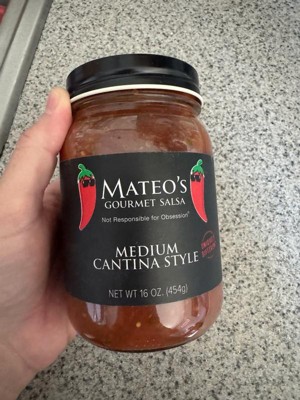 MATEO'S
GOURMET SALSA
Not Responsible for Obsession
MEDIUM
CANTINA STYLE
NET WT 16 OZ. (454g)